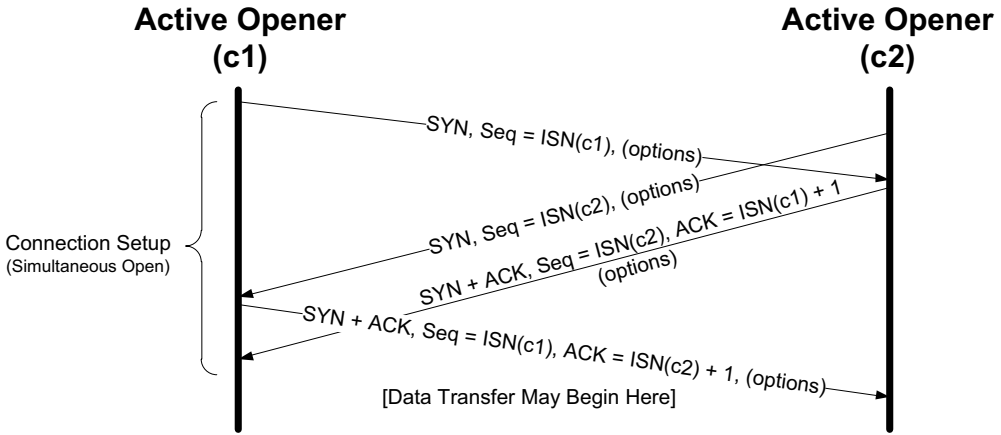 Active Opener
(c1)
Active Opener
(c2)
SYN, Seq = ISN(c1), (options)
SYN, Seq = ISN(c2), (options)
SYN + ACK, Seq = ISN(c2), ACK = ISN(c1) + 1
(options)
Connection Setup
(Simultaneous Open)
SYN + ACK, Seq = ISN(c1), ACK = ISN(c2) + 1, (options)
[Data Transfer May Begin Here]